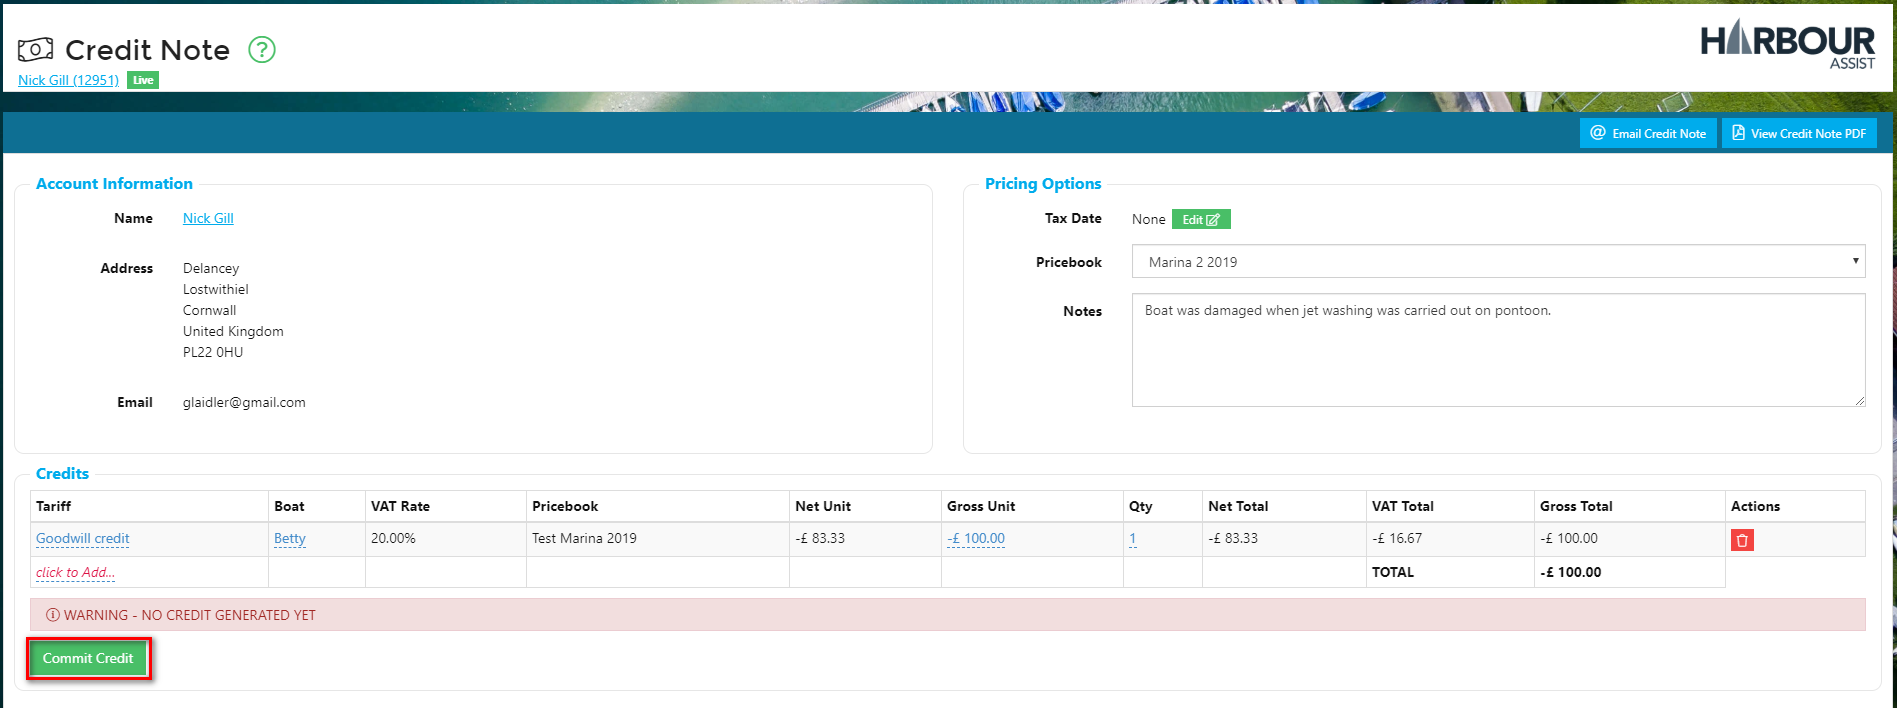 Credit Note ?
Nick Gill (12951) Live
HARBOUR
ASSIST
@ Email Credit Note View Credit Note PDF
Account Information
Name Nick Gill
Address Delancey
Lostwithiel
Cornwall
United Kingdom
PL22 0HU
Email glaidler@gmail.com
Pricing Options
Tax Date None Edit
Pricebook Marina 2 2019
Notes Boat was damaged when jet washing was carried out on pontoon.
Credits
Tariff Boat VAT Rate Pricebook Net Unit Gross Unit Qty Net Total VAT Total Gross Total Actions
Goodwill credit Betty 20.00% Test Marina 2019 -£ 83.33 -£ 100.00 1 -£ 83.33 -£ 16.67 -£ 100.00
click to Add... TOTAL -£ 100.00
WARNING - NO CREDIT GENERATED YET
Commit Credit